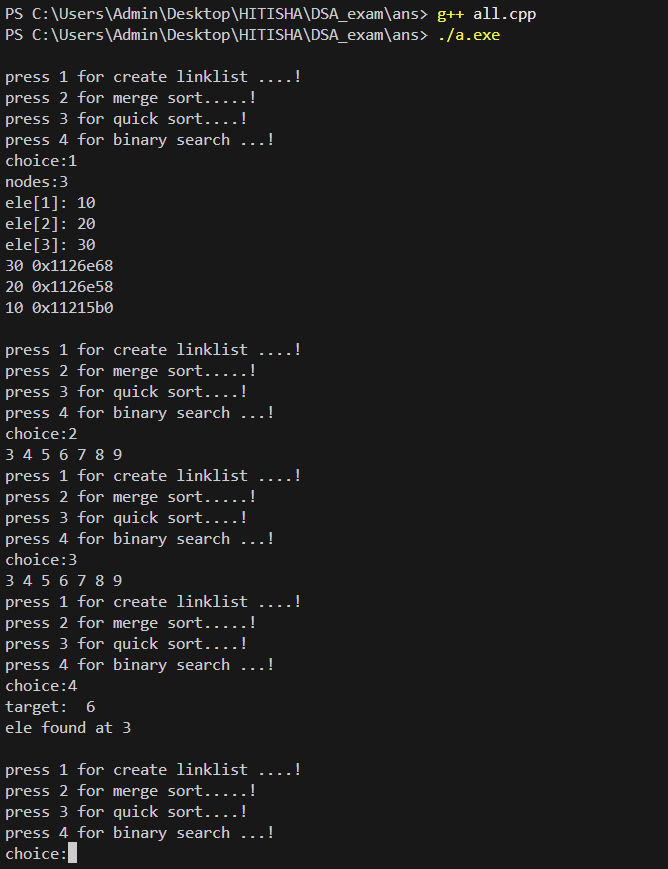 PS C:\Users\Admin\Desktop\HITISHA\DSA_exam\ans> g++ all.cpp
PS C:\Users\Admin\Desktop\HITISHA\DSA_exam\ans> ./a.exe
press 1 for create linklist ....!
press 2 for merge sort.....!
press 3 for quick sort....!
press 4 for binary search ...!
choice:1
nodes:3
ele[1]: 10
ele[2]: 20
ele[3]: 30
30 0x1126e68
20 0x1126e58
10 0x11215b0
press 1 for create linklist ....!
press 2 for merge sort.....!
press 3 for quick sort....!
press 4 for binary search ...!
choice:2
3 4 5 6 7 8 9
press 1 for create linklist ....!
press 2 for merge sort.....!
press 3 for quick sort....!
press 4 for binary search ...!
choice:3
3 4 5 6 7 8 9
press 1 for create linklist ....!
press 2 for merge sort.....!
press 3 for quick sort....!
press 4 for binary search ...!
choice:4
target:  6
ele found at 3
press 1 for create linklist ....!
press 2 for merge sort.....!
press 3 for quick sort....!
press 4 for binary search ...!
choice: